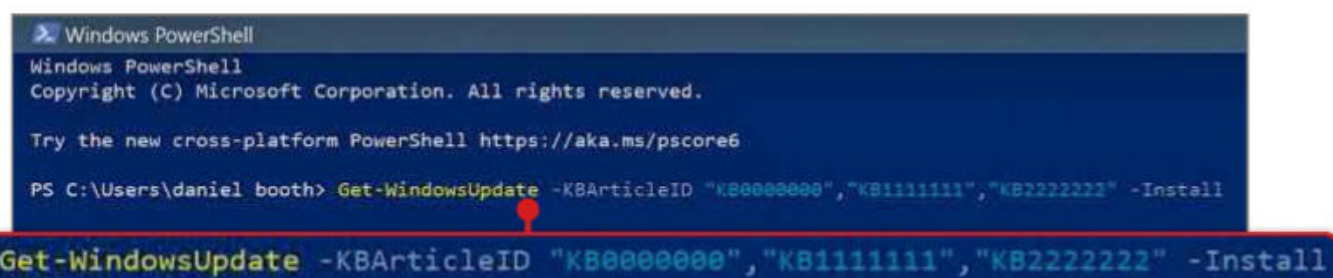 Windows PowerShell
Windows PowerShell
Copyright (C) Microsoft Corporation. All rights reserved.
Try the new cross-platform PowerShell https://aka.ms/pscore6
PS C:\Users\daniel booth> Get-WindowsUpdate -KBArticleID "KB0000000","KB1111111","KB2222222" -Install
Get-WindowsUpdate -KBArticleID "KB0000000","KB1111111","KB2222222" -Install